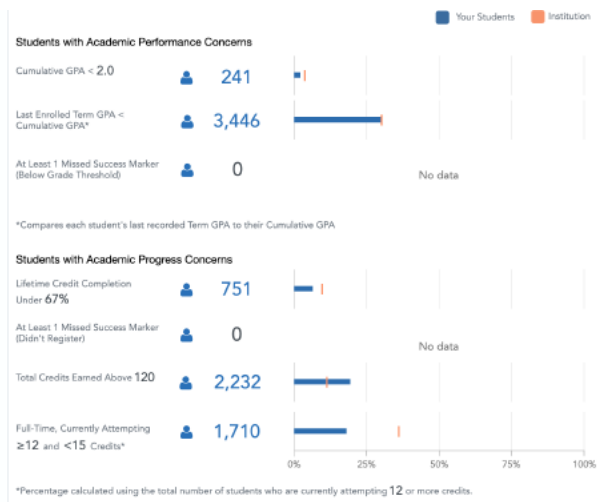 Your Students Institution
Students with Academic Performance Concerns
Cumulative GPA < 2.0 241
Last Enrolled Term GPA <
Cumulative GPA* 3,446
At Least 1 Missed Success Marker
(Below Grade Threshold) 0 No data
*Compares each student's last recorded Term GPA to their Cumulative GPA
Students with Academic Progress Concerns
Lifetime Credit Completion
Under 67% 751
At Least 1 Missed Success Marker
(Didn't Register) 0 No data
Total Credits Earned Above 120 2,232
Full-Time, Currently Attempting
≥12 and <15 Credits* 1,710
0% 25% 50% 75% 100%
*Percentage calculated using the total number of students who are currently attempting 12 or more credits.